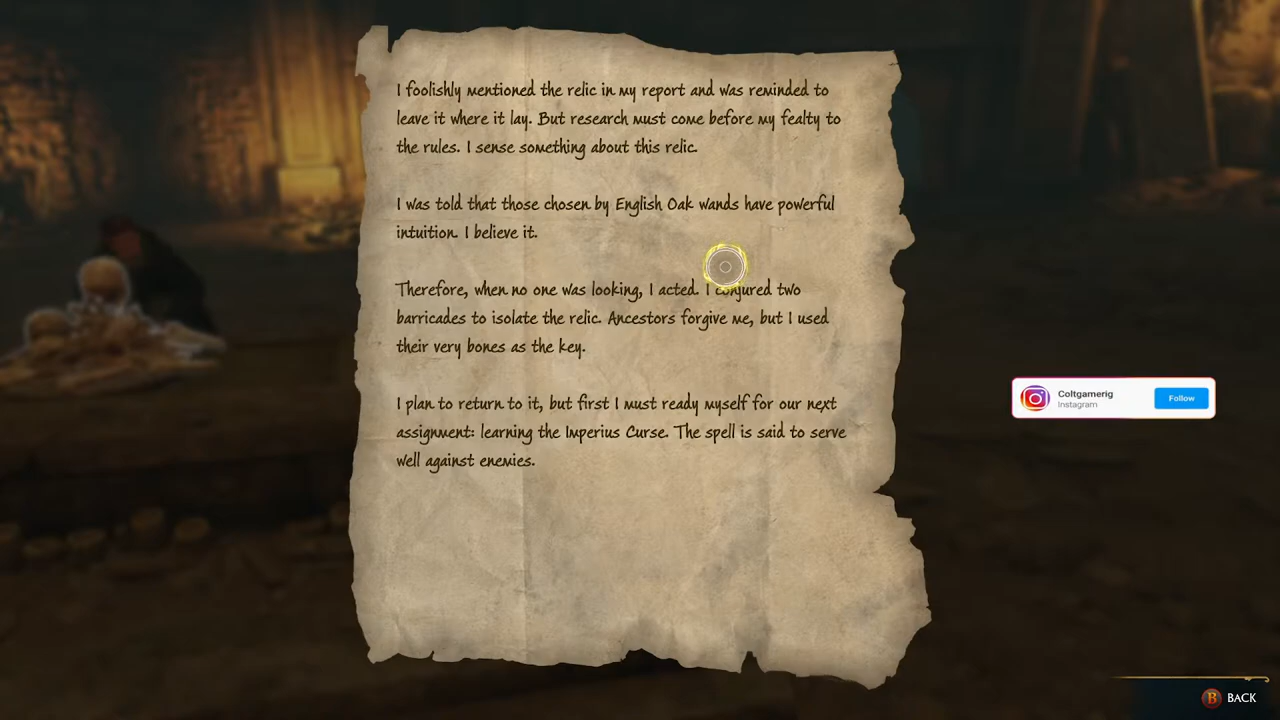 I foolishly mentioned the relic in my report and was reminded to
leave it where it lay. But research must come before my fealty to
the rules. I sense something about this relic.
I was told that those chosen by English Oak wands have powerful
intuition. I believe it.
Therefore, when no one was looking, I acted. I conjured two
barricades to isolate the relic. Ancestors forgive me, but I used
their very bones as the key.
I plan to return to it, but first I must ready myself for our next
assignment: learning the Imperius Curse. The spell is said to serve
well against enemies.
Coltgamerig
Instagram
Follow
B BACK